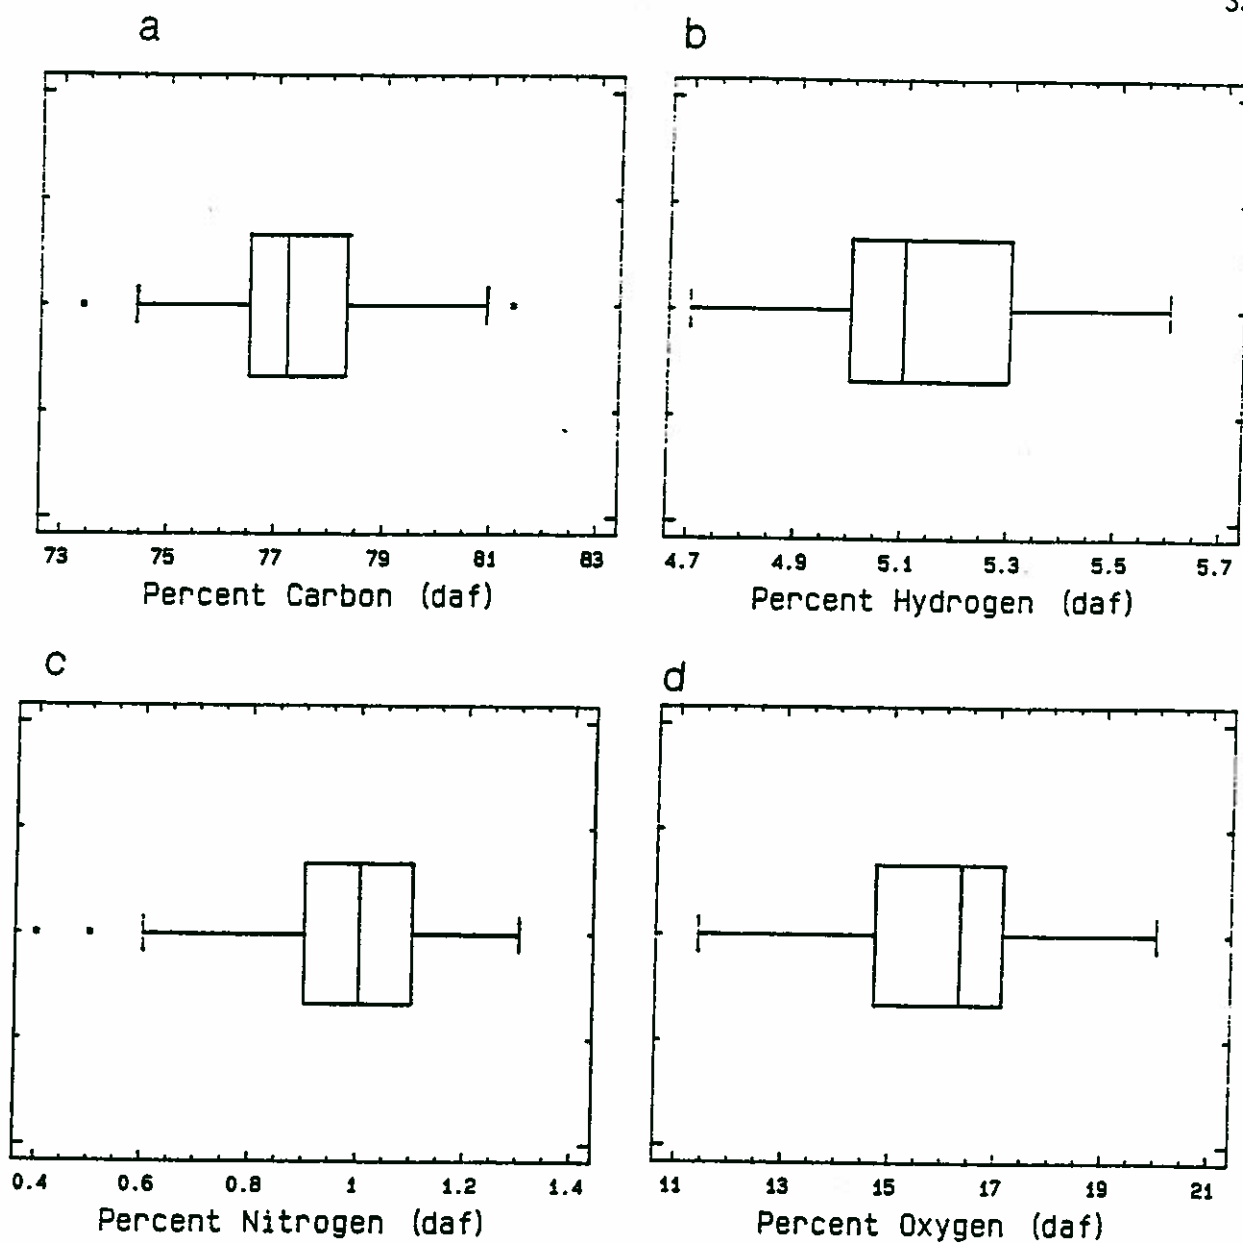 3.
a
b
73 75 77 79 81 83
Percent Carbon (daf)
4.7 4.9 5.1 5.3 5.5 5.7
Percent Hydrogen (daf)
c
d
0.4 0.6 0.8 1 1.2 1.4
Percent Nitrogen (daf)
11 13 15 17 19 21
Percent Oxygen (daf)